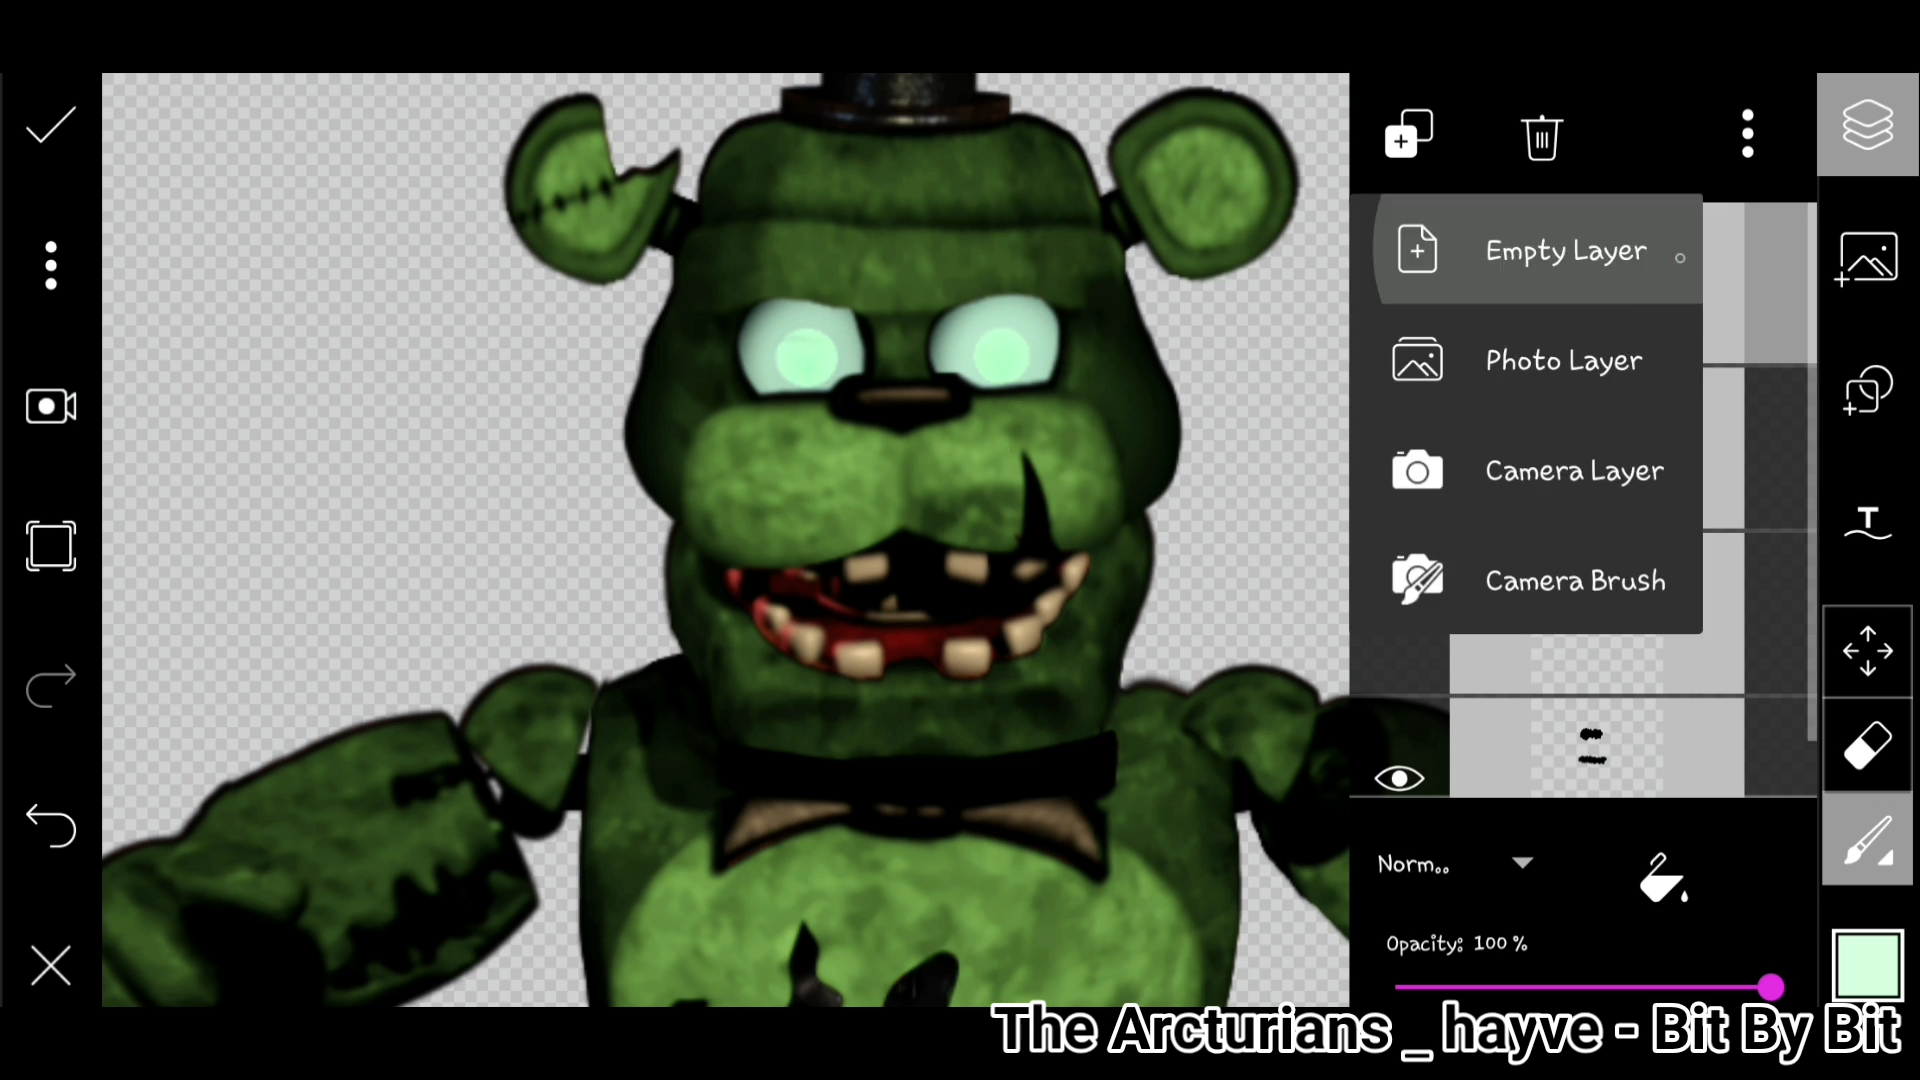 Empty Layer
Photo Layer
Camera Layer
Camera Brush
T
Norm..
Opacity: 100 %
The Arcturians _ hayve - Bit By Bit